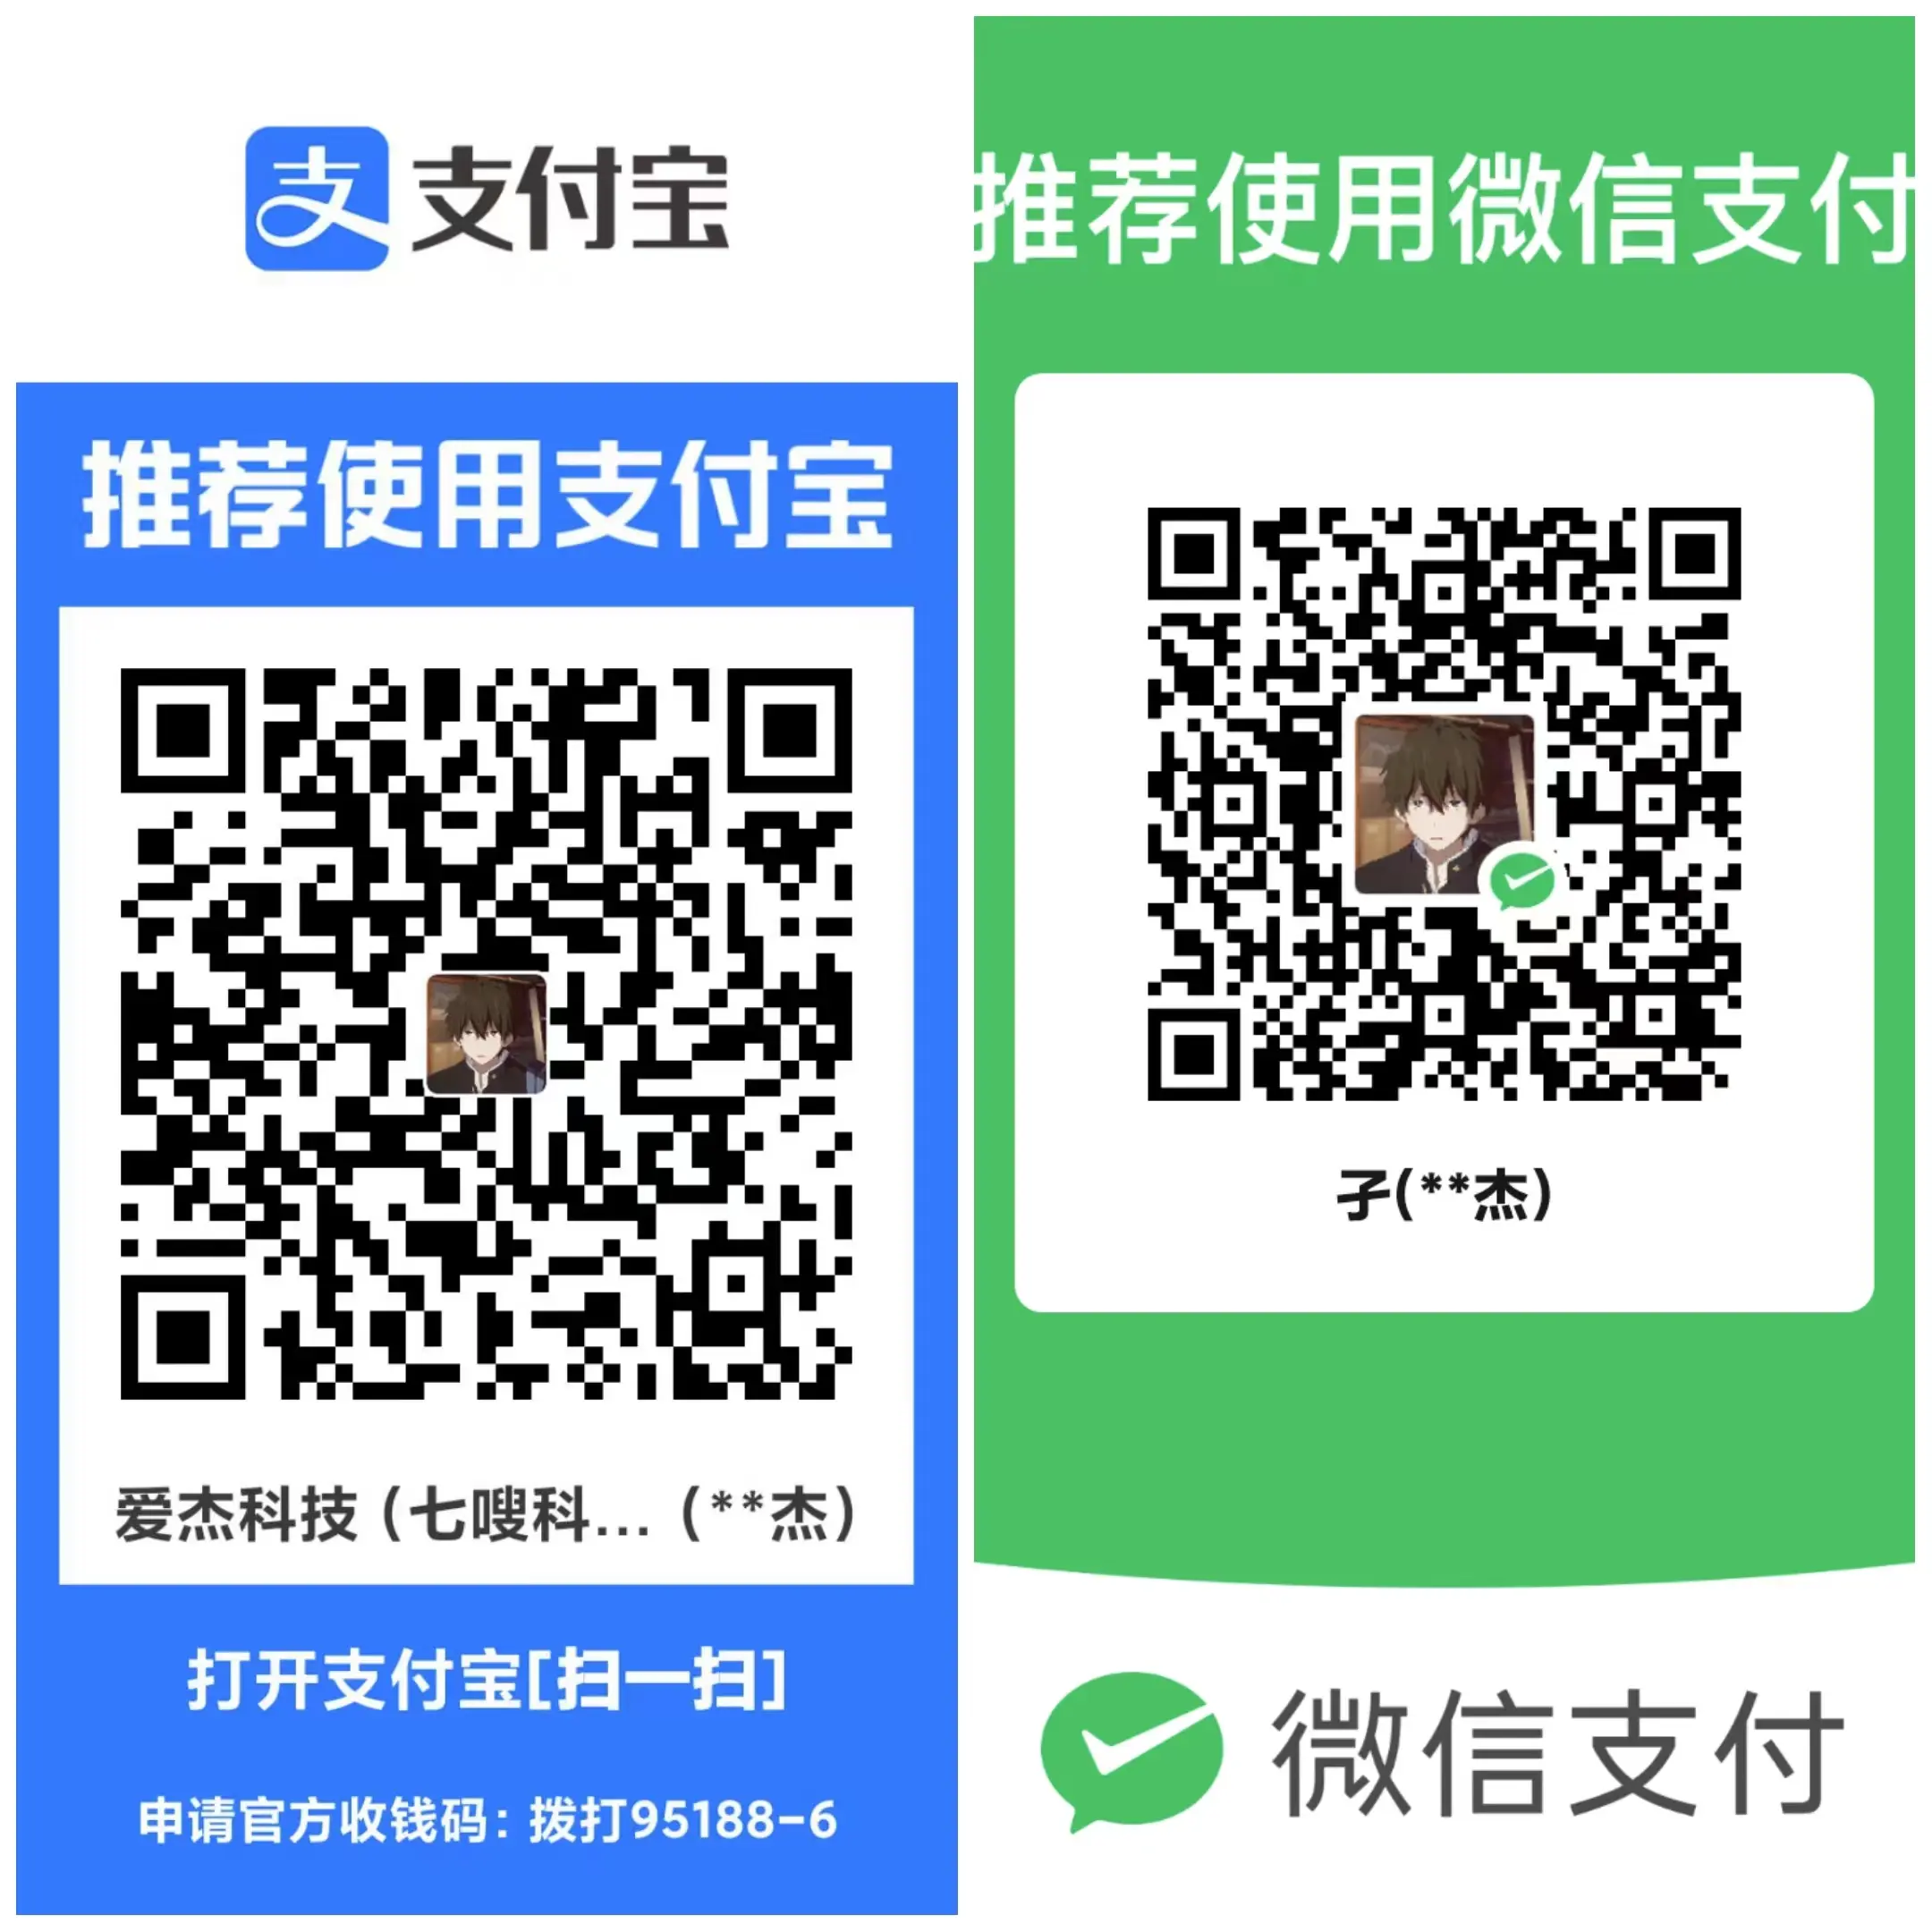 支 支付宝
推荐使用支付宝
爱杰科技 (七嗖科... (**杰)
打开支付宝[扫一扫]
申请官方收钱码: 拨打95188-6
推荐使用微信支付
孑(**杰)
微信支付